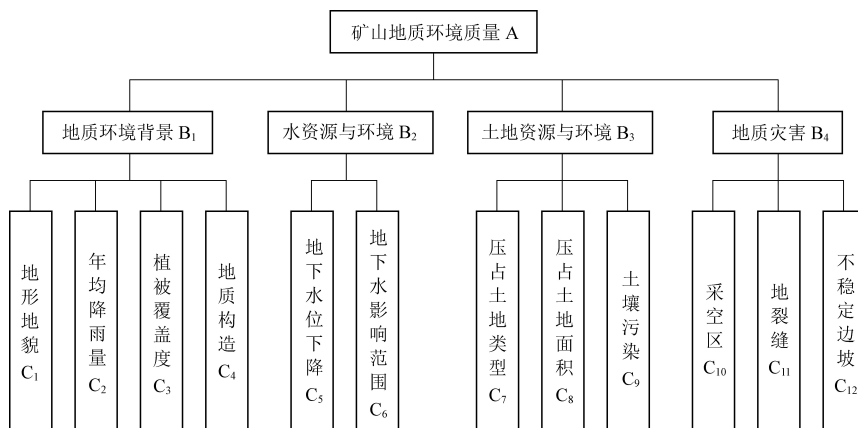 矿山地质环境质量 A
地质环境背景 B₁
水资源与环境 B₂
土地资源与环境 B₃
地质灾害 B₄
地形地貌 C₁
年均降雨量 C₂
植被覆盖度 C₃
地质构造 C₄
地下水位下降 C₅
地下水影响范围 C₆
压占土地类型 C₇
压占土地面积 C₈
土壤污染 C₉
采空区 C₁₀
地裂缝 C₁₁
不稳定边坡 C₁₂